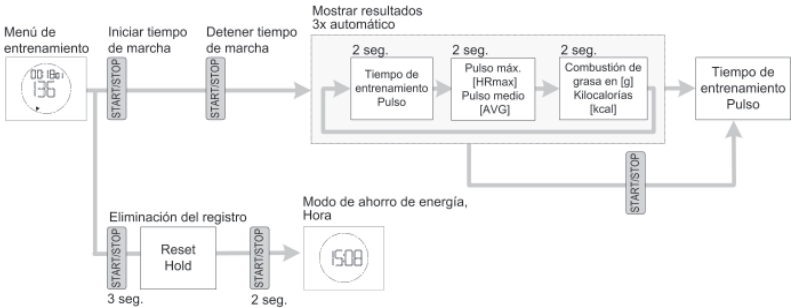 Menú de
entrenamiento
00:18:01
136
Iniciar tiempo
de marcha
START/STOP
Detener tiempo
de marcha
START/STOP
Mostrar resultados
3x automático
2 seg.
Tiempo de
entrenamiento
Pulso
2 seg.
Pulso máx.
[HRmax]
Pulso medio
[AVG]
2 seg.
Combustión de
grasa en [g]
Kilocalorías
[kcal]
Tiempo de
entrenamiento
Pulso
START/STOP
Eliminación del registro
START/STOP
3 seg.
Reset
Hold
START/STOP
2 seg.
Modo de ahorro de energía,
Hora
15:08